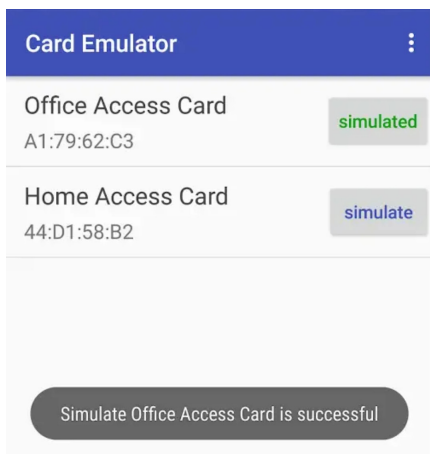 Card Emulator
Office Access Card
simulated
A1:79:62:C3
Home Access Card
simulate
44:D1:58:B2
Simulate Office Access Card is successful